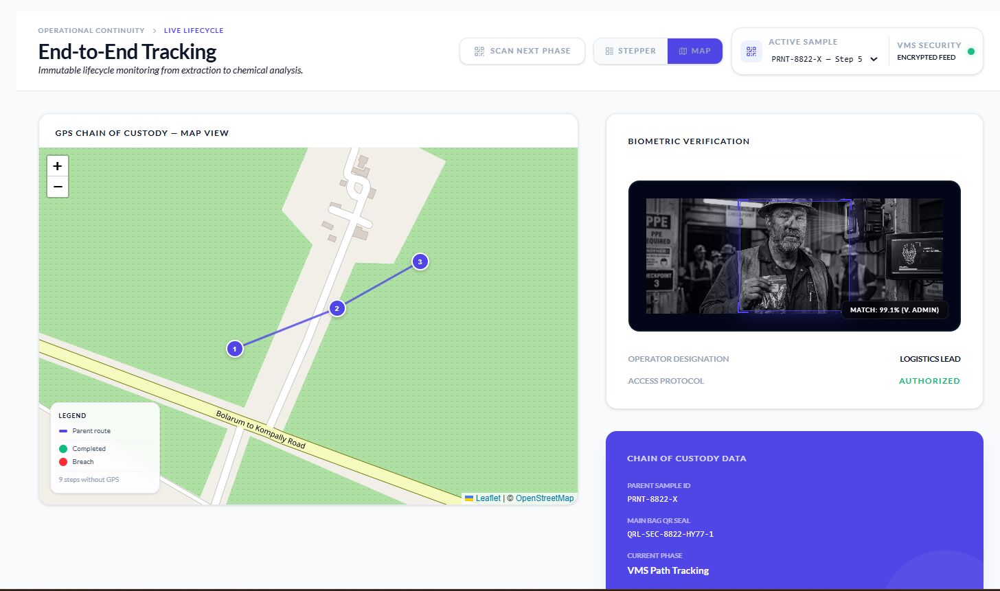 OPERATIONAL CONTINUITY > LIVE LIFECYCLE
End-to-End Tracking
Immutable lifecycle monitoring from extraction to chemical analysis.
SCAN NEXT PHASE
STEPPER
MAP
ACTIVE SAMPLE
PRNT-8822-X — Step 5
VMS SECURITY
ENCRYPTED FEED
GPS CHAIN OF CUSTODY — MAP VIEW
+
−
3
2
1
Bolarum to Kompally Road
LEGEND
Parent route
Completed
Breach
9 steps without GPS
Leaflet | © OpenStreetMap
BIOMETRIC VERIFICATION
PPE
PPE
REQUIRED
CHECKPOINT
3
CHECKPOINT
3
MATCH: 99.1% (V. ADMIN)
OPERATOR DESIGNATION LOGISTICS LEAD
ACCESS PROTOCOL AUTHORIZED
CHAIN OF CUSTODY DATA
PARENT SAMPLE ID
PRNT-8822-X
MAIN BAG QR SEAL
QRL-SEC-8822-HY77-1
CURRENT PHASE
VMS Path Tracking